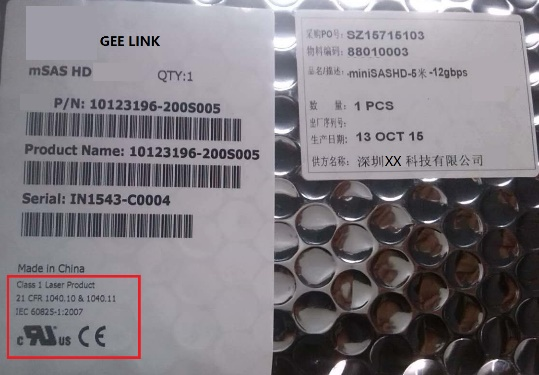 GEE LINK
mSAS HD
QTY:1
P/N: 10123196-200S005
Product Name: 10123196-200S005
Serial: IN1543-C0004
Made in China
Class 1 Laser Product
21 CFR 1040.10 & 1040.11
IEC 60825-1:2007
c RU US CE
采购PO号: SZ15715103
物料编码: 88010003
品名/描述: miniSASHD-5米-12gbps
数 量: 1 PCS
出厂序列号:
生产日期: 13 OCT 15
供方名称: 深圳XX 科技有限公司